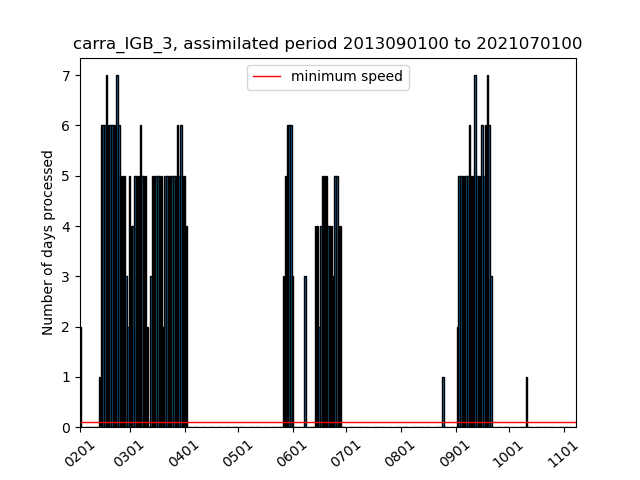 carra_IGB_3, assimilated period 2013090100 to 2021070100
minimum speed
Number of days processed
7
6
5
4
3
2
1
0
0201 0301 0401 0501 0601 0701 0801 0901 1001 1101